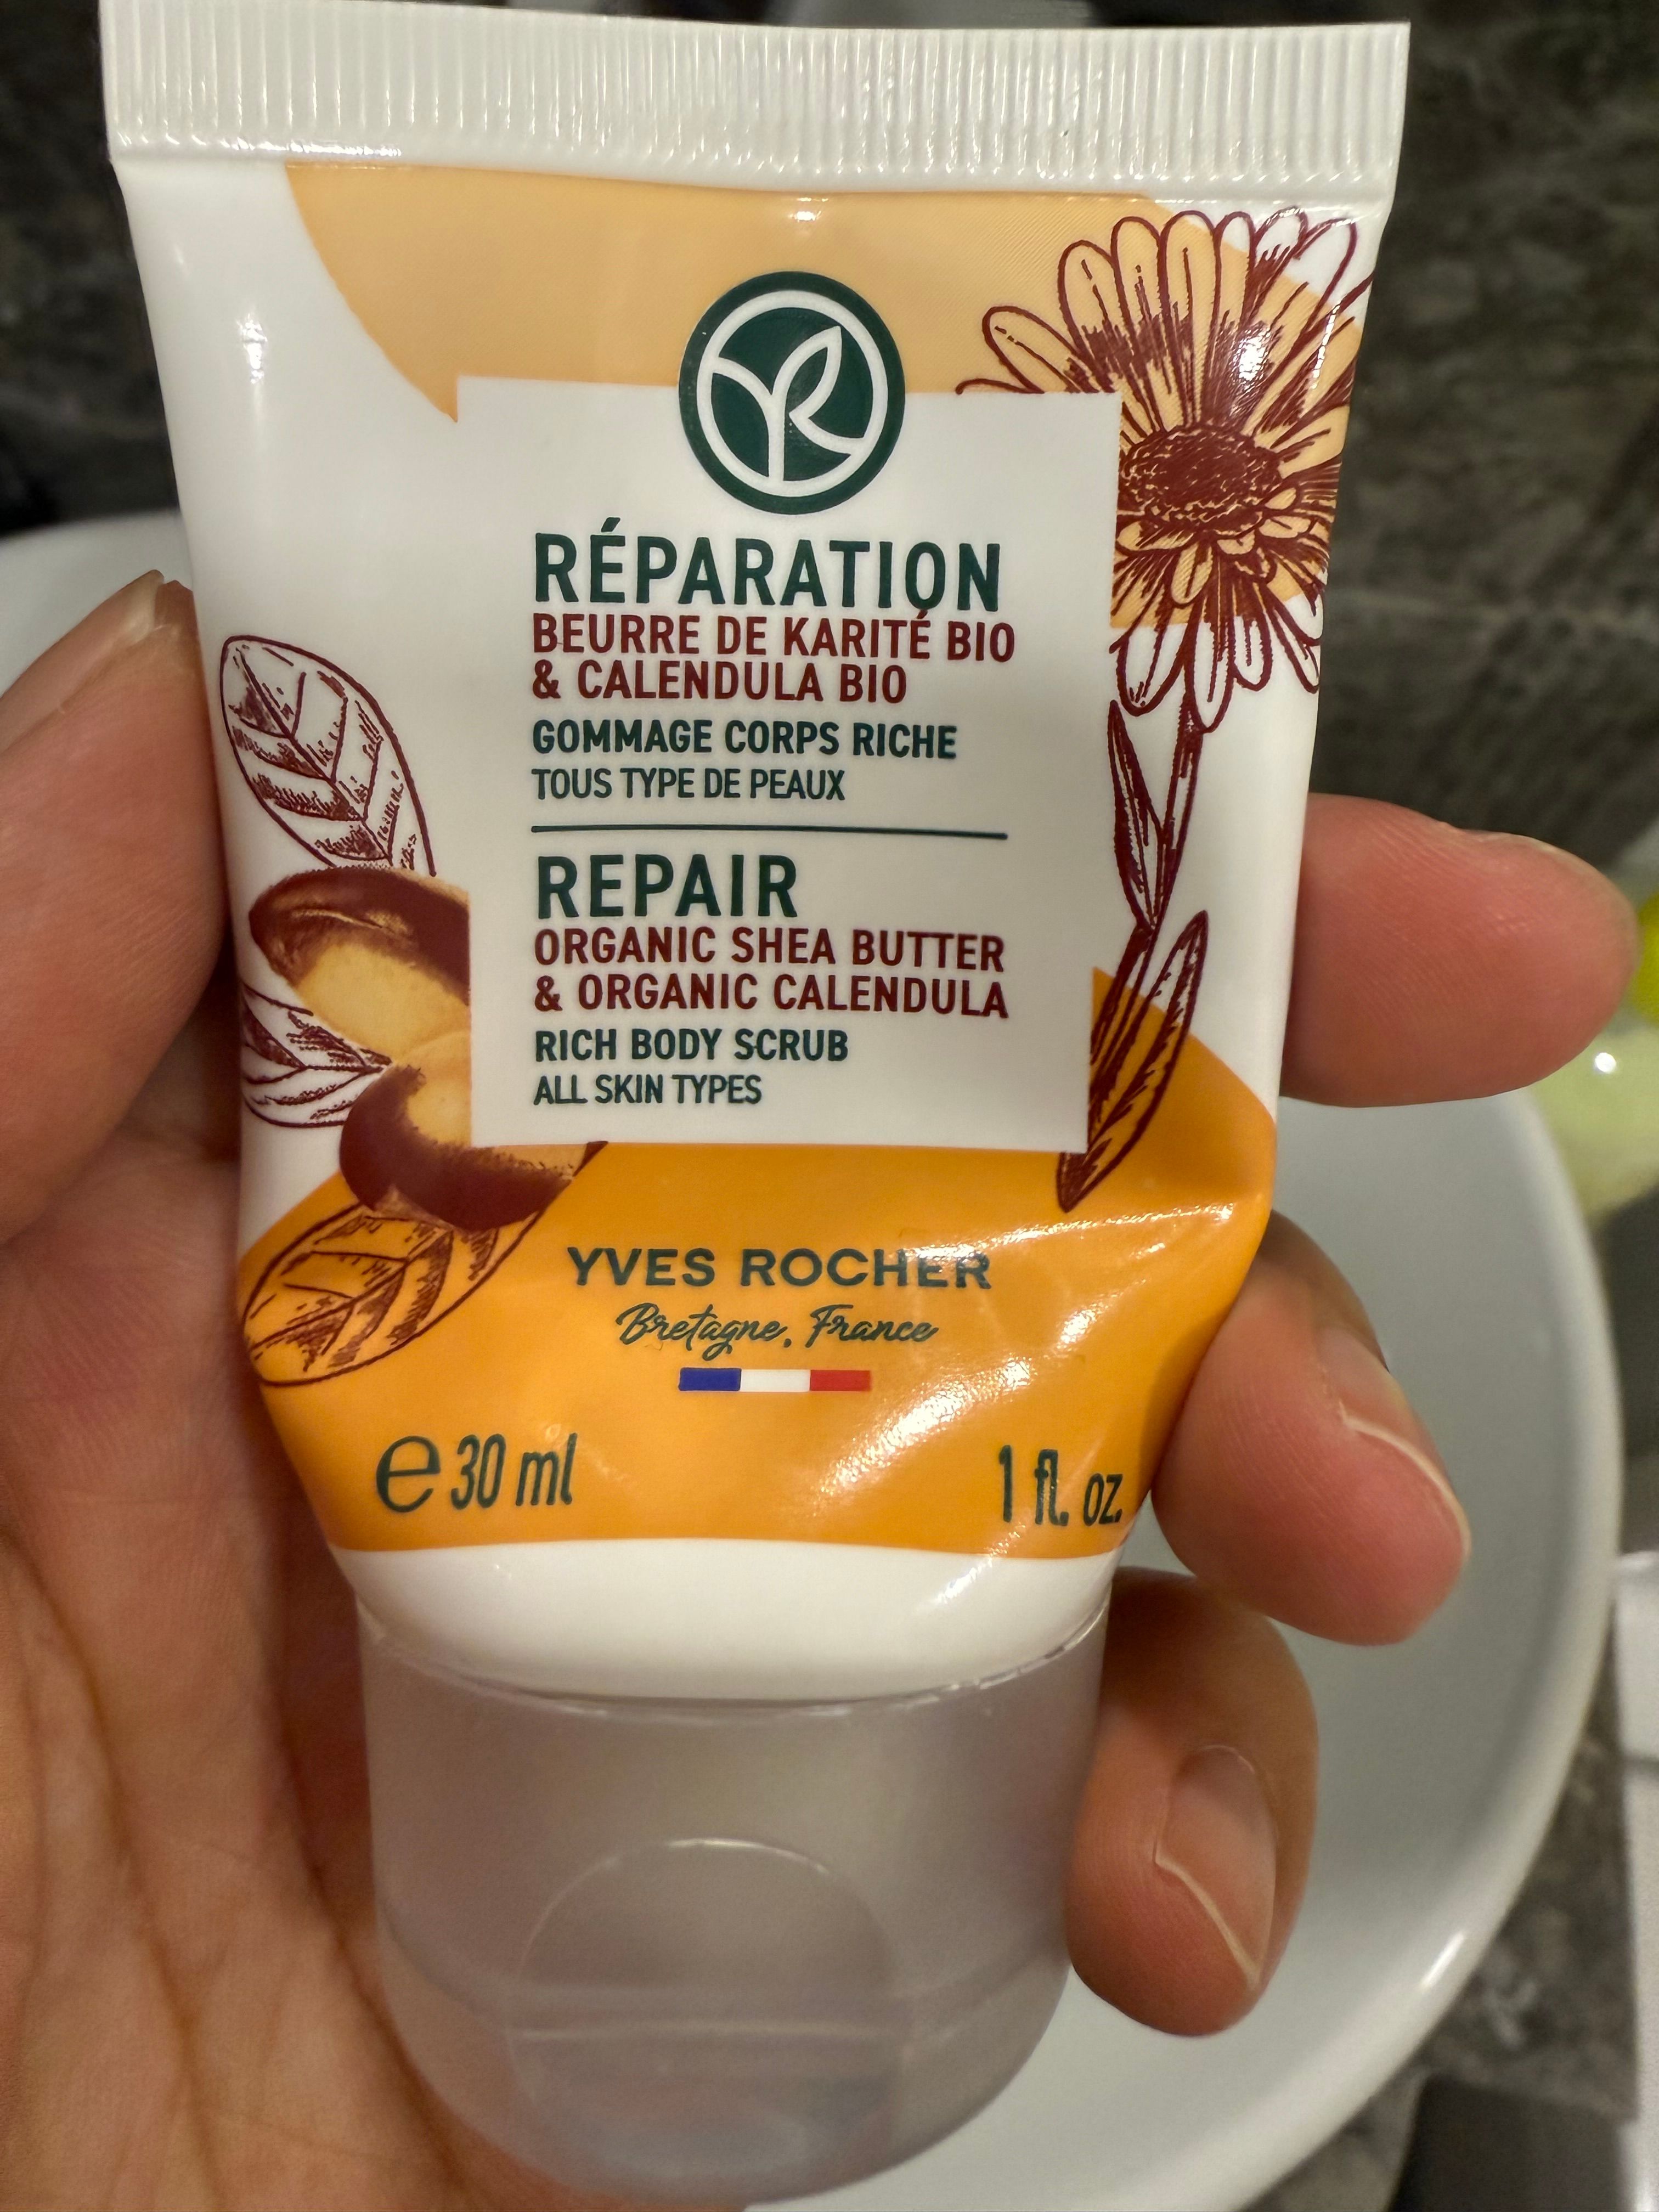 RÉPARATION
BEURRE DE KARITÉ BIO
& CALENDULA BIO
GOMMAGE CORPS RICHE
TOUS TYPE DE PEAUX
REPAIR
ORGANIC SHEA BUTTER
& ORGANIC CALENDULA
RICH BODY SCRUB
ALL SKIN TYPES
YVES ROCHER
Bretagne, France
℮ 30 ml 1 fl. oz.